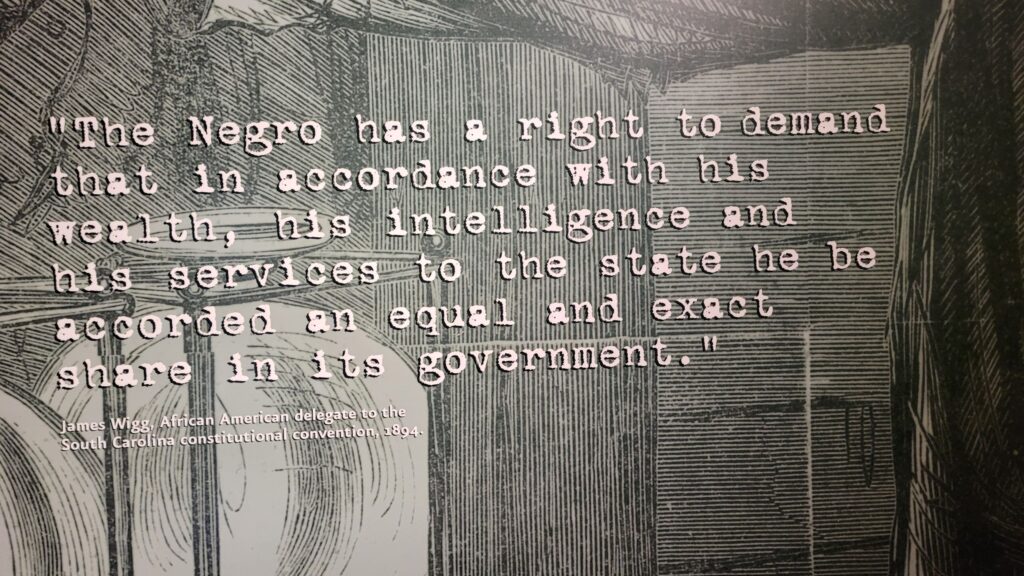 "The Negro has a right to demand
that in accordance with his
wealth, his intelligence and
his services to the state he be
accorded an equal and exact
share in its government."
James Wigg, African American delegate to the
South Carolina constitutional convention, 1894.